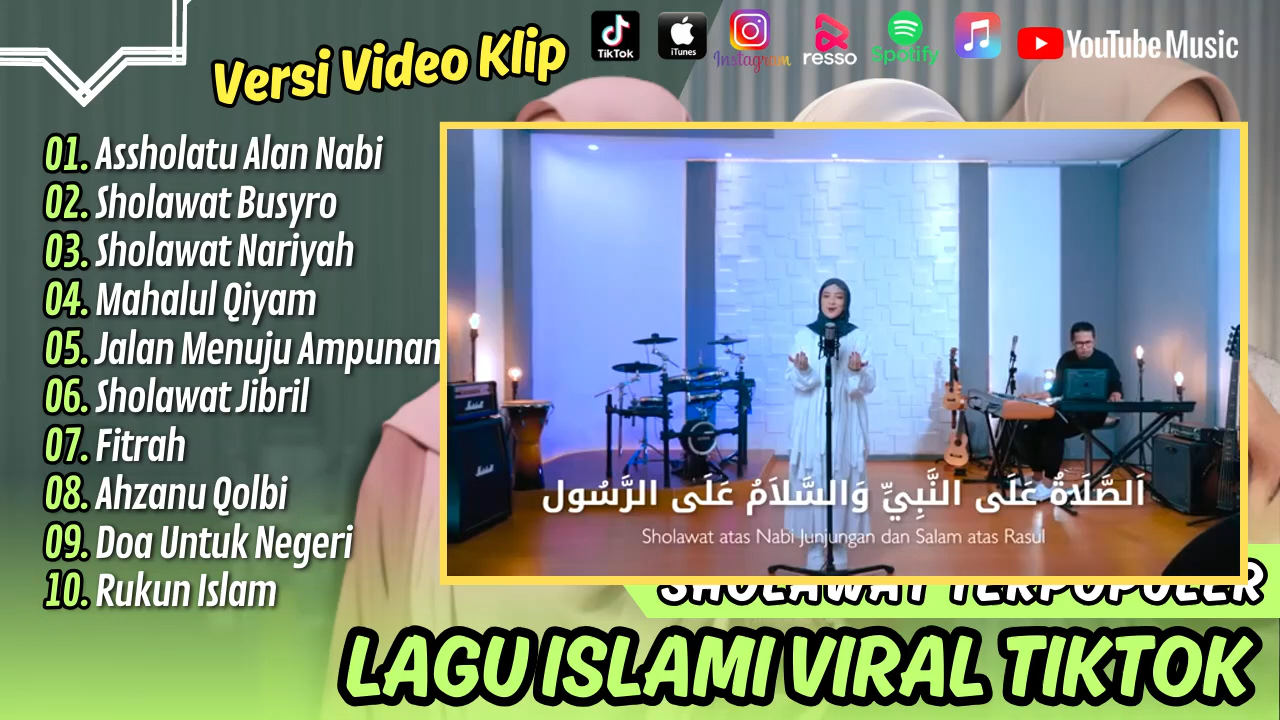 Versi Video Klip
TikTok
iTunes
Instagram
resso
Spotify
YouTube Music
01. Assholatu Alan Nabi
02. Sholawat Busyro
03. Sholawat Nariyah
04. Mahalul Qiyam
05. Jalan Menuju Ampunan
06. Sholawat Jibril
07. Fitrah
08. Ahzanu Qolbi
09. Doa Untuk Negeri
10. Rukun Islam
Marshall
Marshall
اَلصَّلَاةُ عَلَى النَّبِيِّ وَالسَّلاَمُ عَلَى الرَّسُول
Sholawat atas Nabi Junjungan dan Salam atas Rasul
SHOLAWAT TERPOPULER
LAGU ISLAMI VIRAL TIKTOK